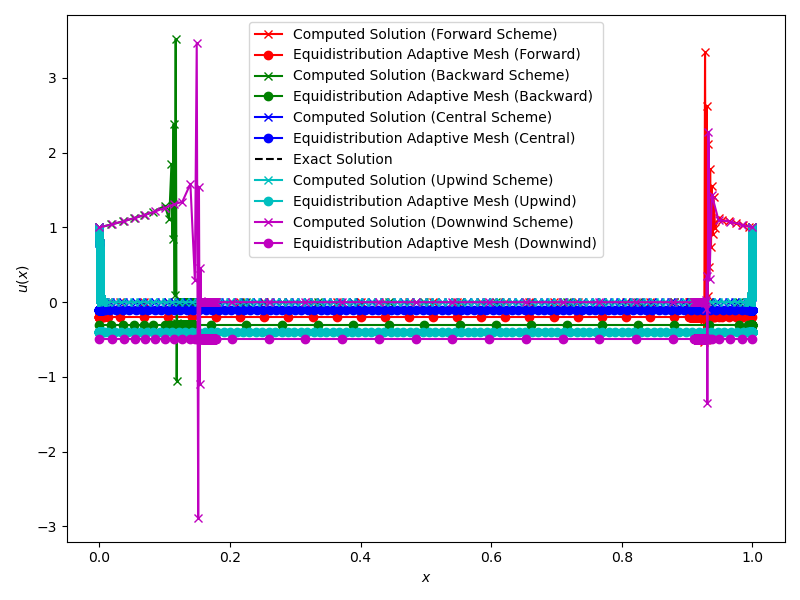 Computed Solution (Forward Scheme)
Equidistribution Adaptive Mesh (Forward)
Computed Solution (Backward Scheme)
Equidistribution Adaptive Mesh (Backward)
Computed Solution (Central Scheme)
Equidistribution Adaptive Mesh (Central)
Exact Solution
Computed Solution (Upwind Scheme)
Equidistribution Adaptive Mesh (Upwind)
Computed Solution (Downwind Scheme)
Equidistribution Adaptive Mesh (Downwind)
3
2
1
0
−1
−2
−3
u(x)
0.0 0.2 0.4 0.6 0.8 1.0
x